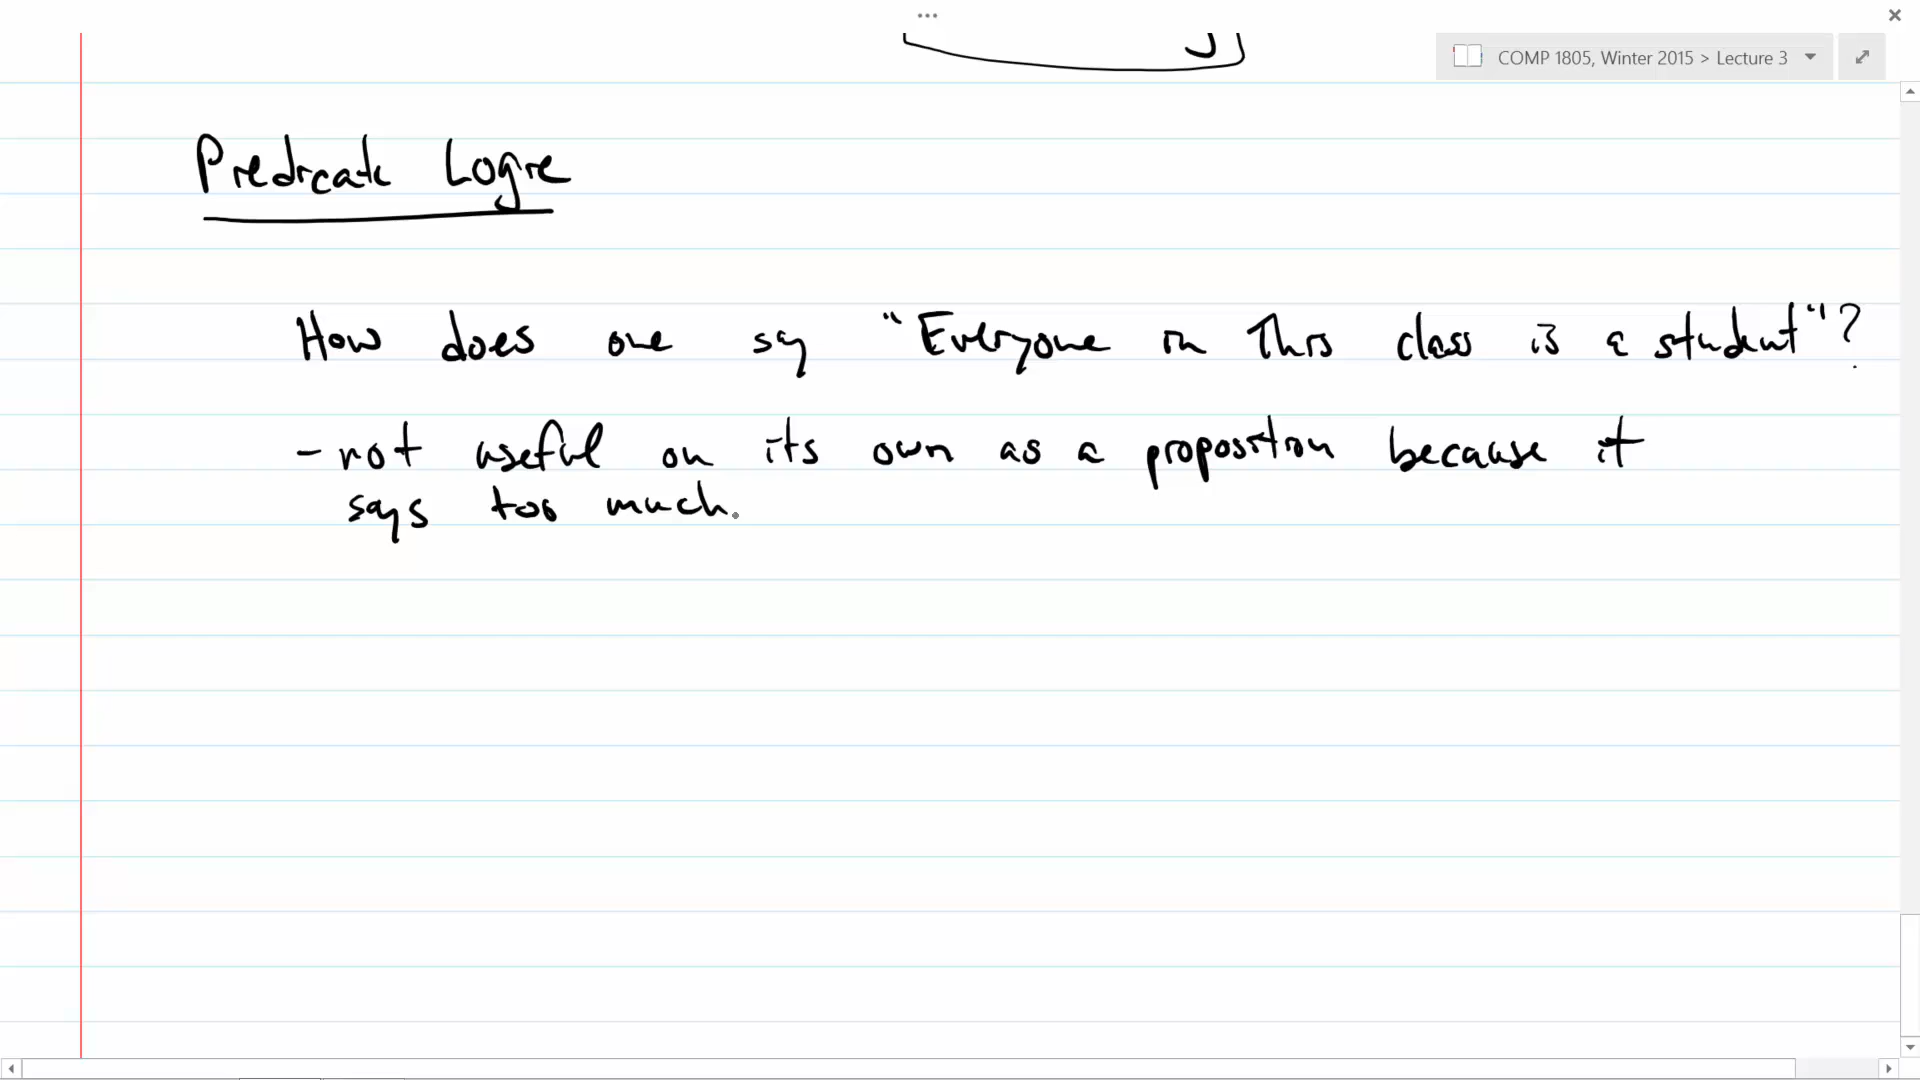 COMP 1805, Winter 2015 > Lecture 3
Predicate Logic
How does one say "Everyone in this class is a student"?
- not useful on its own as a proposition because it
says too much.